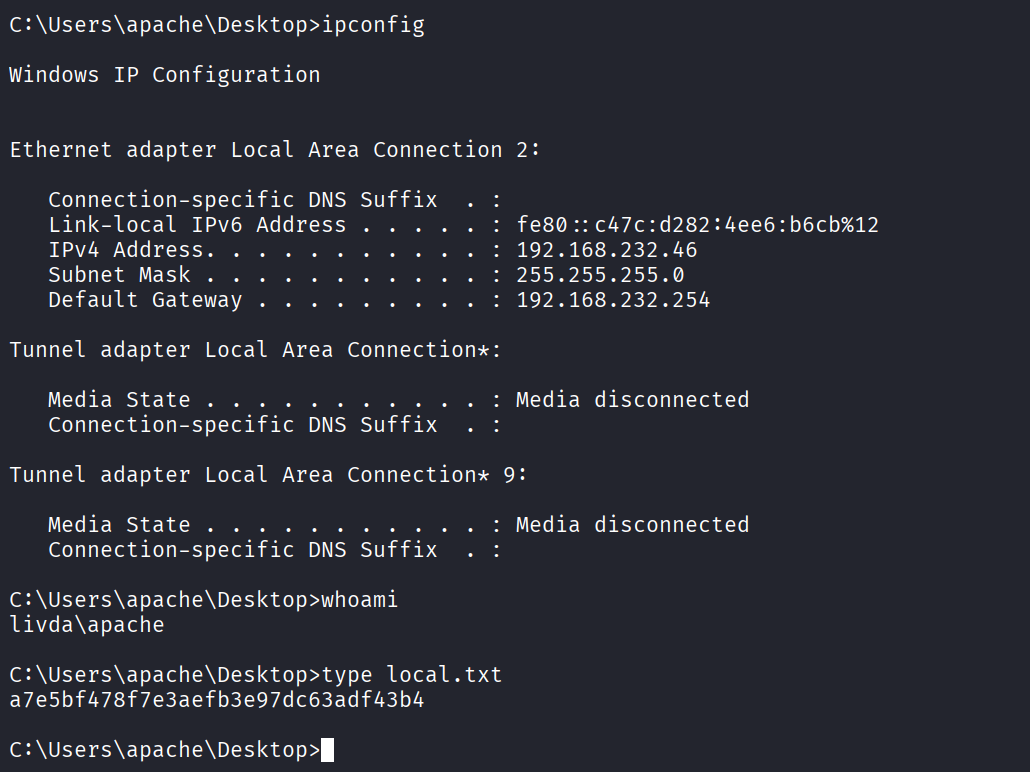 C:\Users\apache\Desktop>ipconfig
Windows IP Configuration
Ethernet adapter Local Area Connection 2:
   Connection-specific DNS Suffix  . :
   Link-local IPv6 Address . . . . . : fe80::c47c:d282:4ee6:b6cb%12
   IPv4 Address. . . . . . . . . . . : 192.168.232.46
   Subnet Mask . . . . . . . . . . . : 255.255.255.0
   Default Gateway . . . . . . . . . : 192.168.232.254
Tunnel adapter Local Area Connection*:
   Media State . . . . . . . . . . . : Media disconnected
   Connection-specific DNS Suffix  . :
Tunnel adapter Local Area Connection* 9:
   Media State . . . . . . . . . . . : Media disconnected
   Connection-specific DNS Suffix  . :
C:\Users\apache\Desktop>whoami
livda\apache
C:\Users\apache\Desktop>type local.txt
a7e5bf478f7e3aefb3e97dc63adf43b4
C:\Users\apache\Desktop>